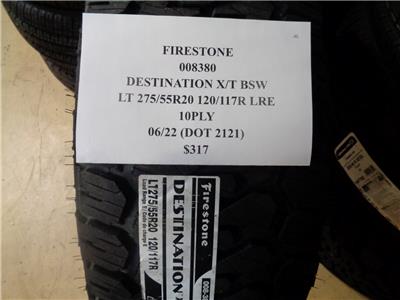 FIRESTONE
008380
DESTINATION X/T BSW
LT 275/55R20 120/117R LRE
10PLY
06/22 (DOT 2121)
$317
Firestone
DESTINATION
LT275/55R20 120/117R